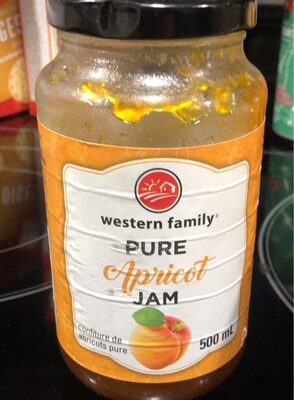 western family
PURE
Apricot
JAM
confiture de
abricots pure
500 mL